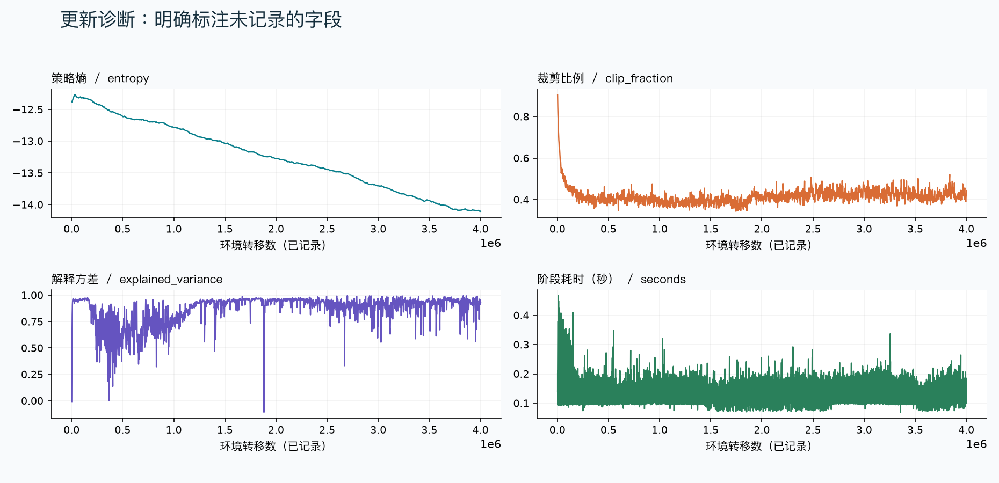 更新诊断：明确标注未记录的字段
策略熵 / entropy
−12.5
−13.0
−13.5
−14.0
0.0 0.5 1.0 1.5 2.0 2.5 3.0 3.5 4.0
环境转移数（已记录）
1e6
裁剪比例 / clip_fraction
0.8
0.6
0.4
0.0 0.5 1.0 1.5 2.0 2.5 3.0 3.5 4.0
环境转移数（已记录）
1e6
解释方差 / explained_variance
1.00
0.75
0.50
0.25
0.00
0.0 0.5 1.0 1.5 2.0 2.5 3.0 3.5 4.0
环境转移数（已记录）
1e6
阶段耗时（秒） / seconds
0.4
0.3
0.2
0.1
0.0 0.5 1.0 1.5 2.0 2.5 3.0 3.5 4.0
环境转移数（已记录）
1e6